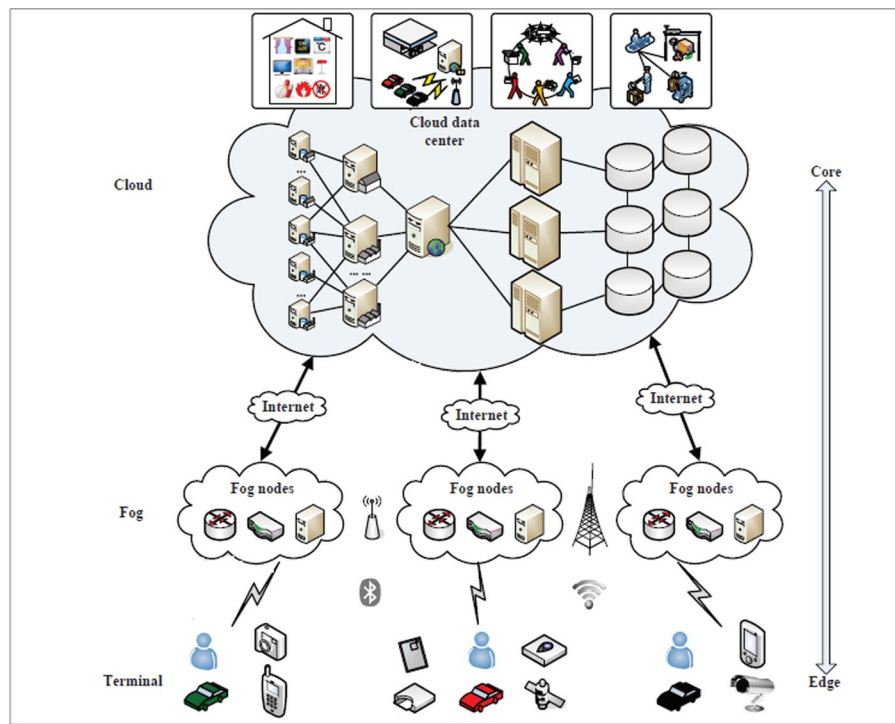 °C
Cloud data
center
Cloud
Core
...
...
... ...
...
Internet
Internet
Internet
Fog nodes
Fog nodes
Fog nodes
Fog
Terminal
Edge